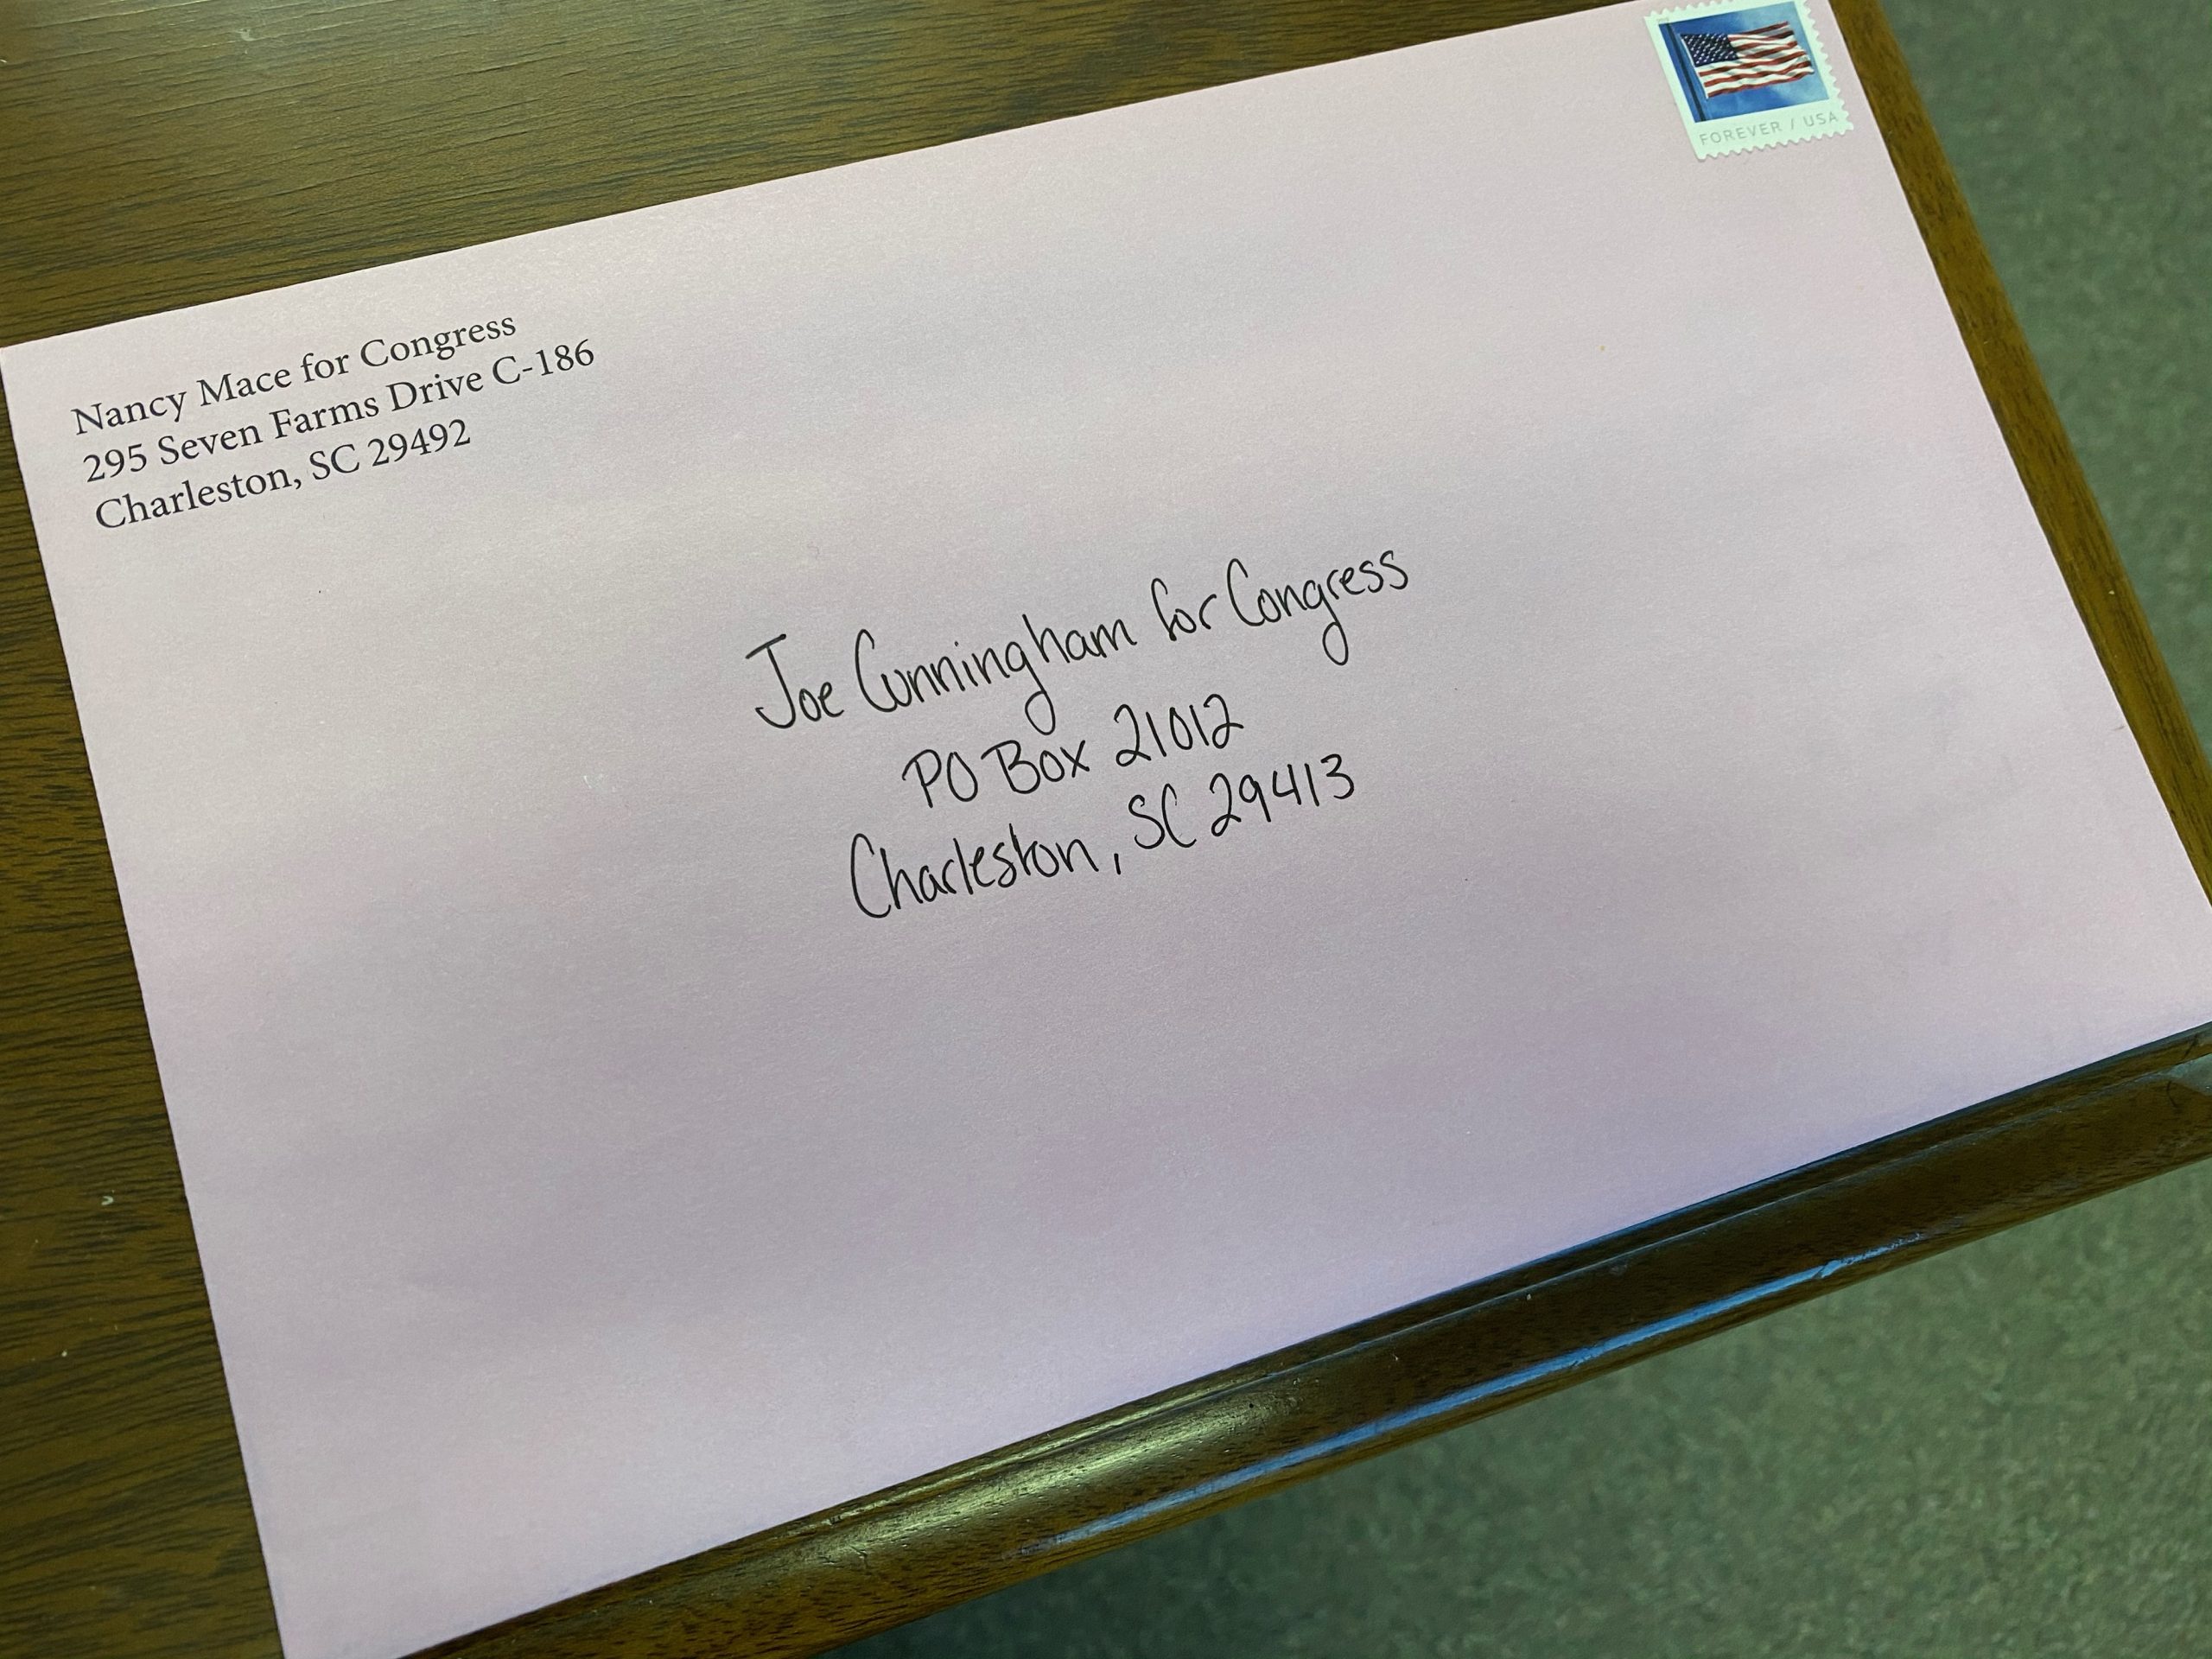 Nancy Mace for Congress
295 Seven Farms Drive C-186
Charleston, SC 29492
FOREVER / USA
Joe Cunningham for Congress
PO Box 21012
Charleston, SC 29413